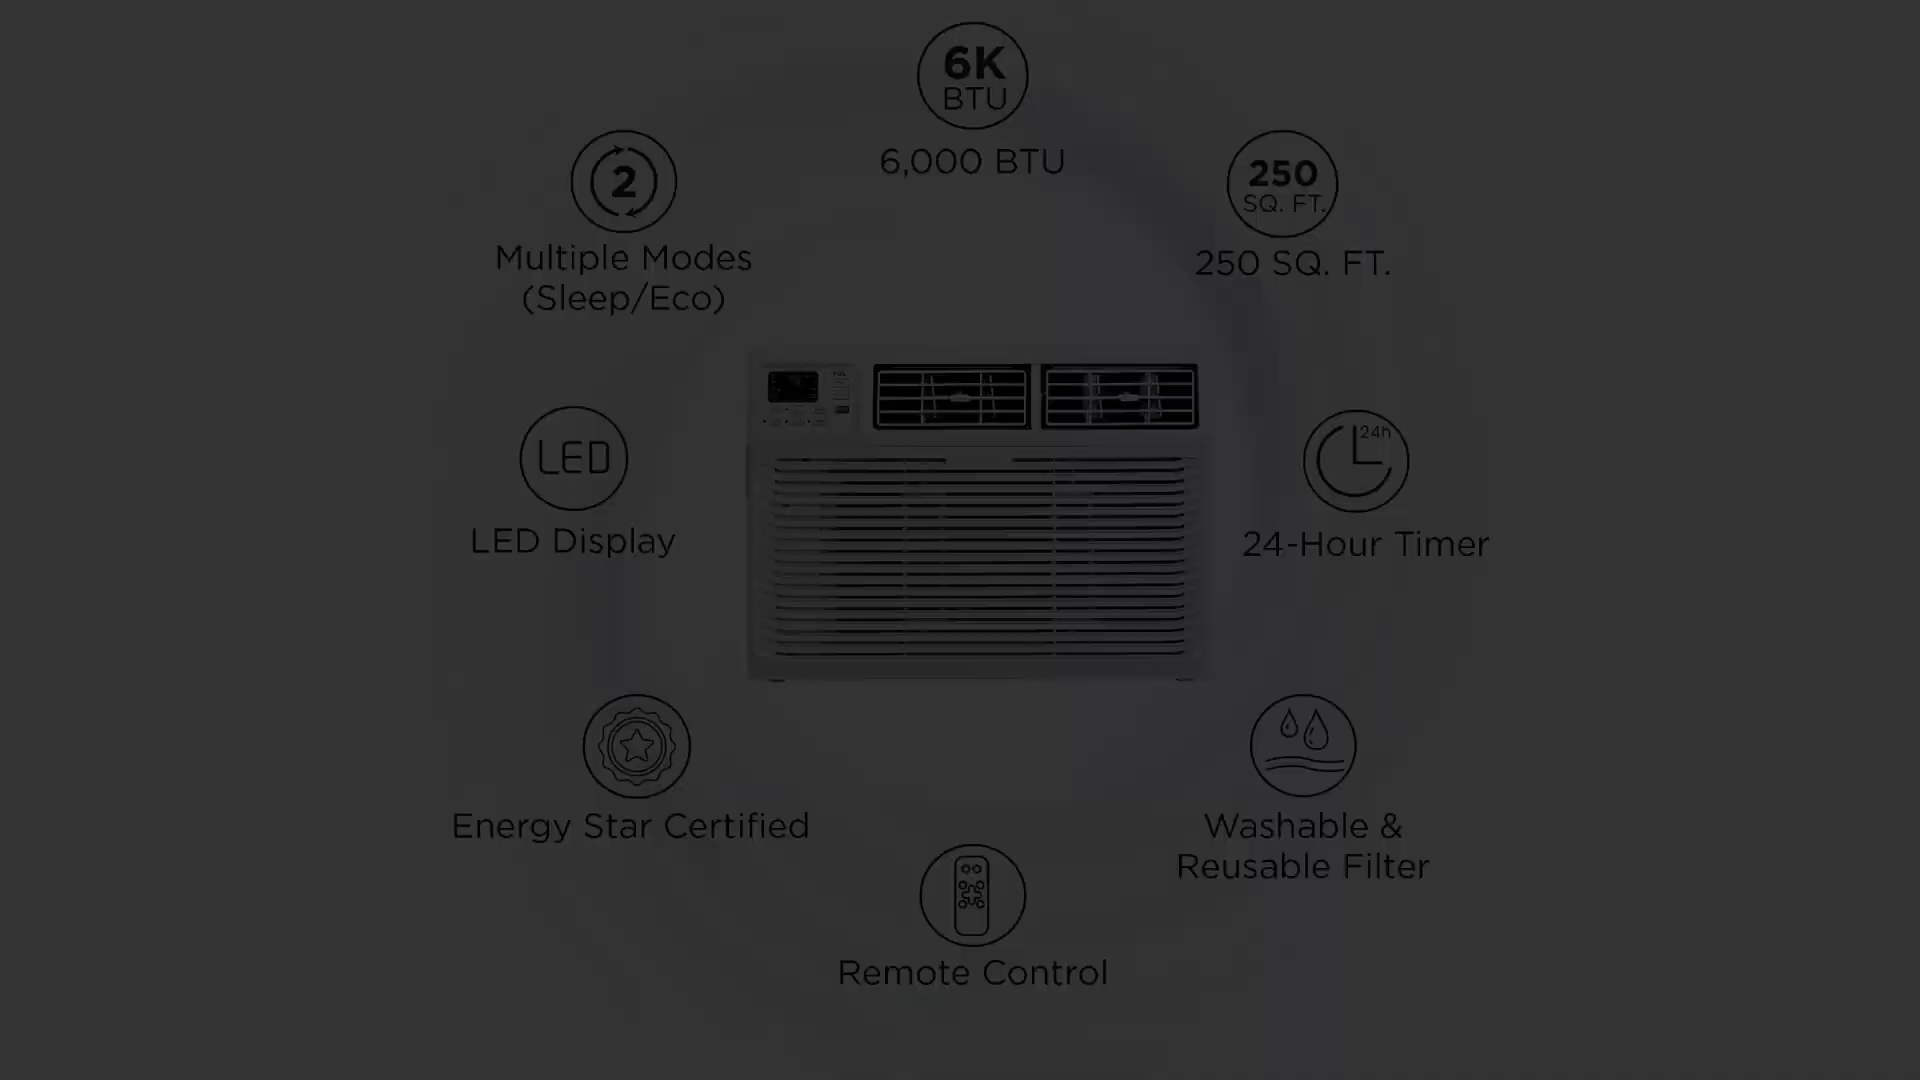 6K
BTU
6,000 BTU
2
Multiple Modes
(Sleep/Eco)
250
SQ. FT.
250 SQ. FT.
LED
LED Display
24h
24-Hour Timer
Energy Star Certified
Washable &
Reusable Filter
Remote Control